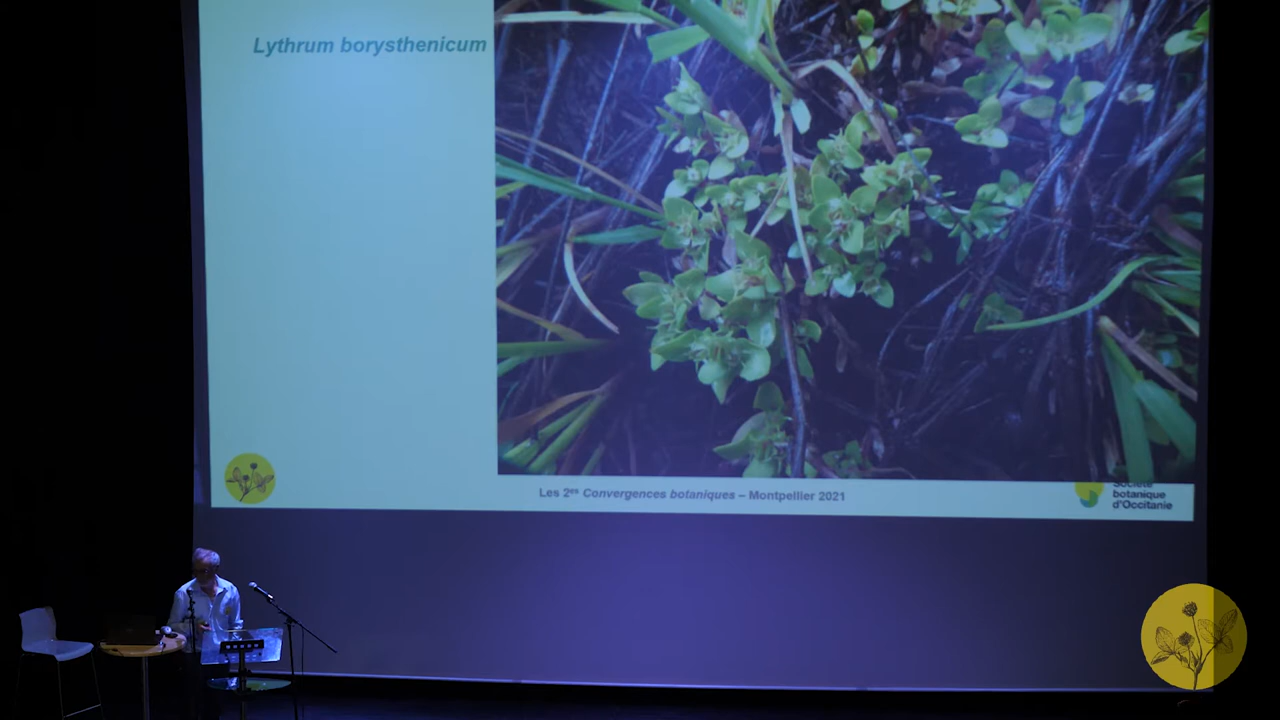 Lythrum borysthenicum
Les 2es Convergences botaniques – Montpellier 2021
Société
botanique
d'Occitanie